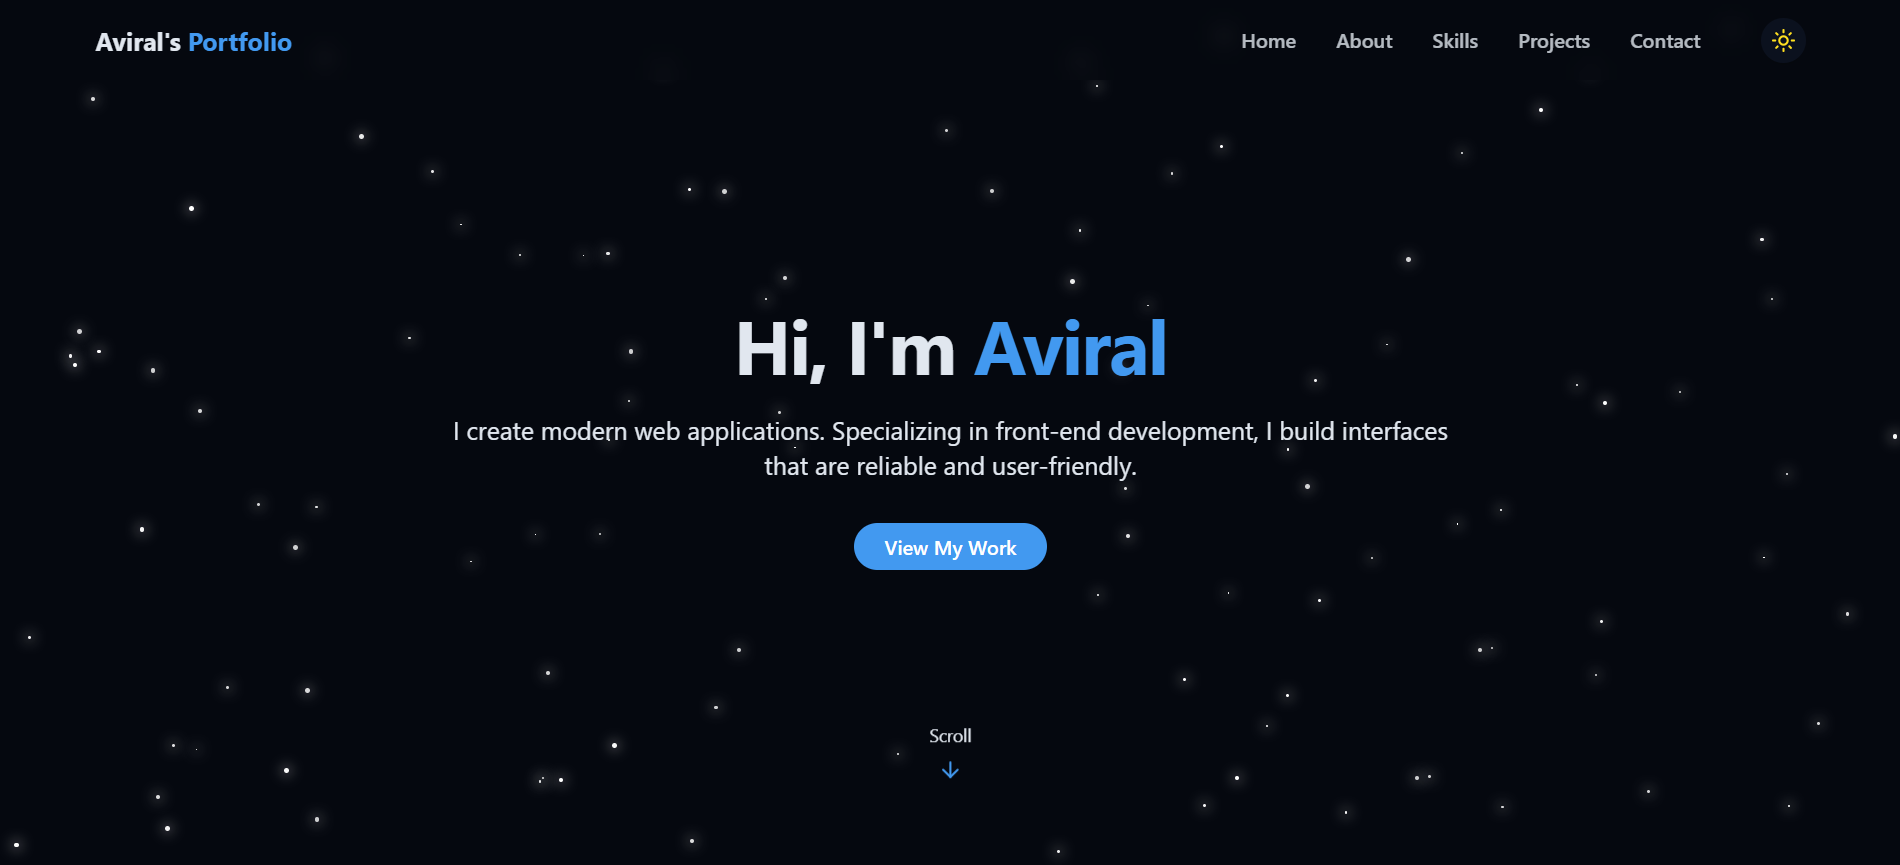 Aviral's Portfolio
Home About Skills Projects Contact
Hi, I'm Aviral
I create modern web applications. Specializing in front-end development, I build interfaces
that are reliable and user-friendly.
View My Work
Scroll